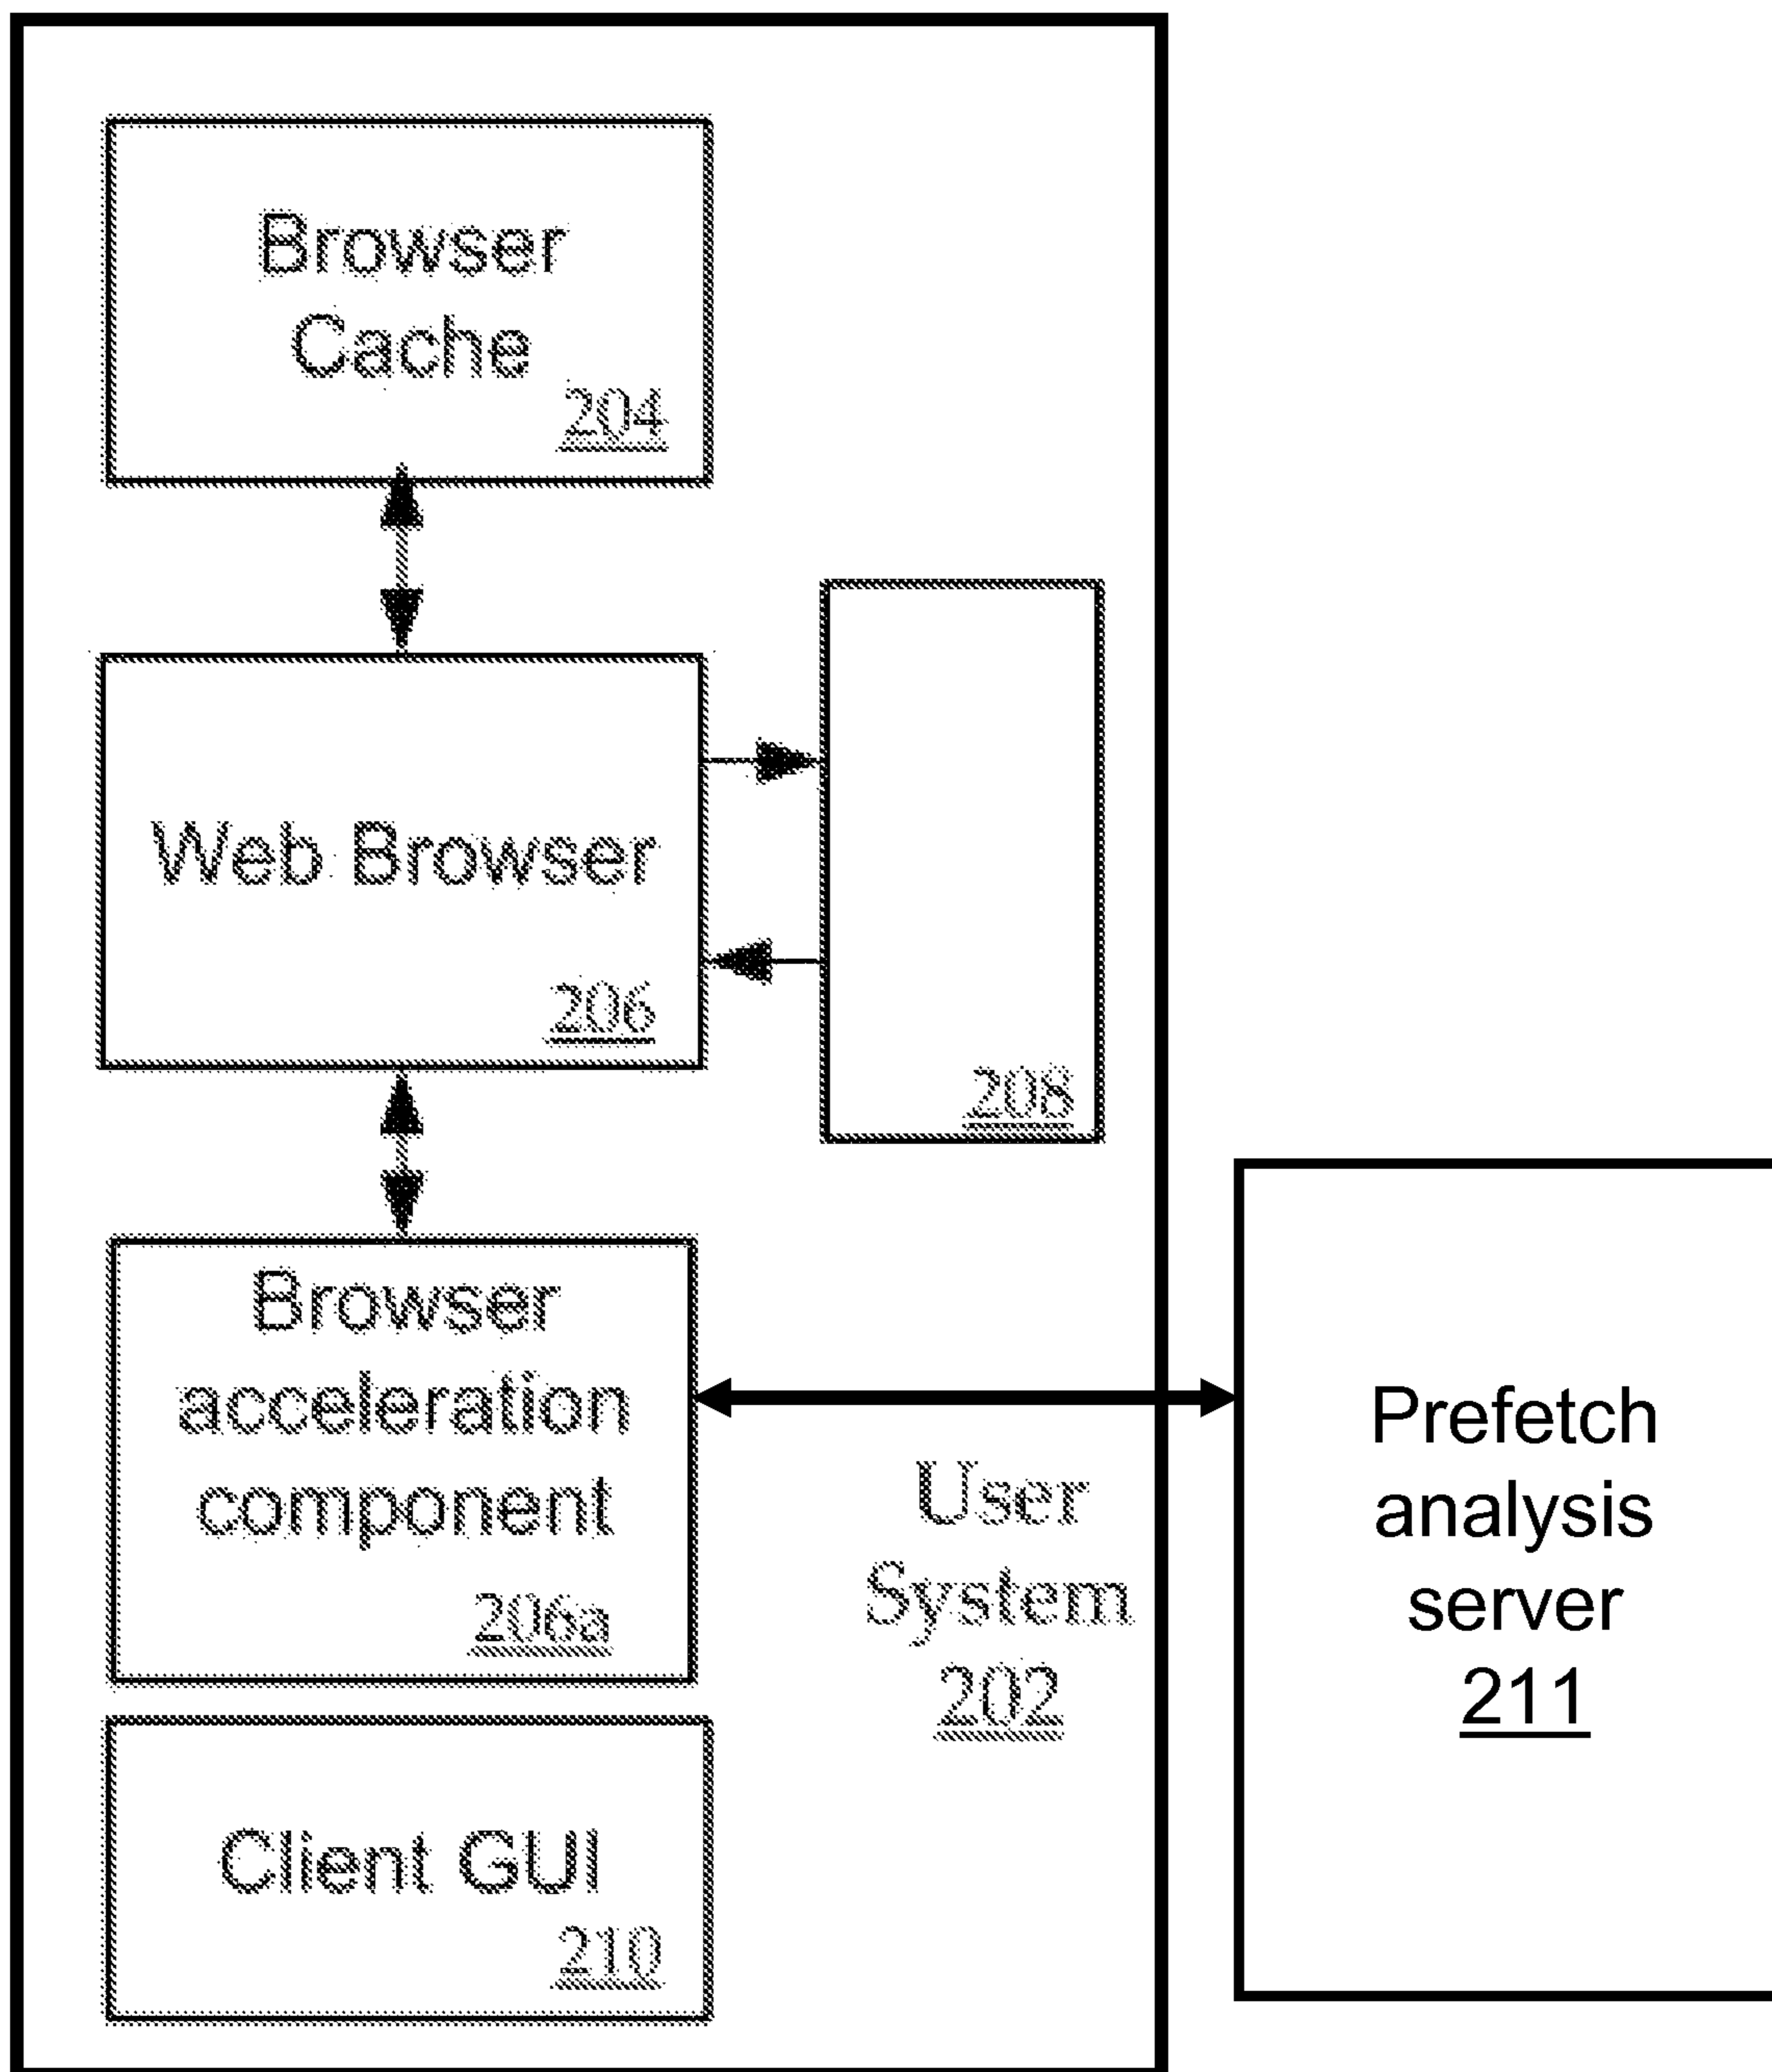 Browser
Cache
204
Web Browser
206
208
Browser
acceleration
component
206a
User
System
202
Prefetch
analysis
server
211
Client GUI
210